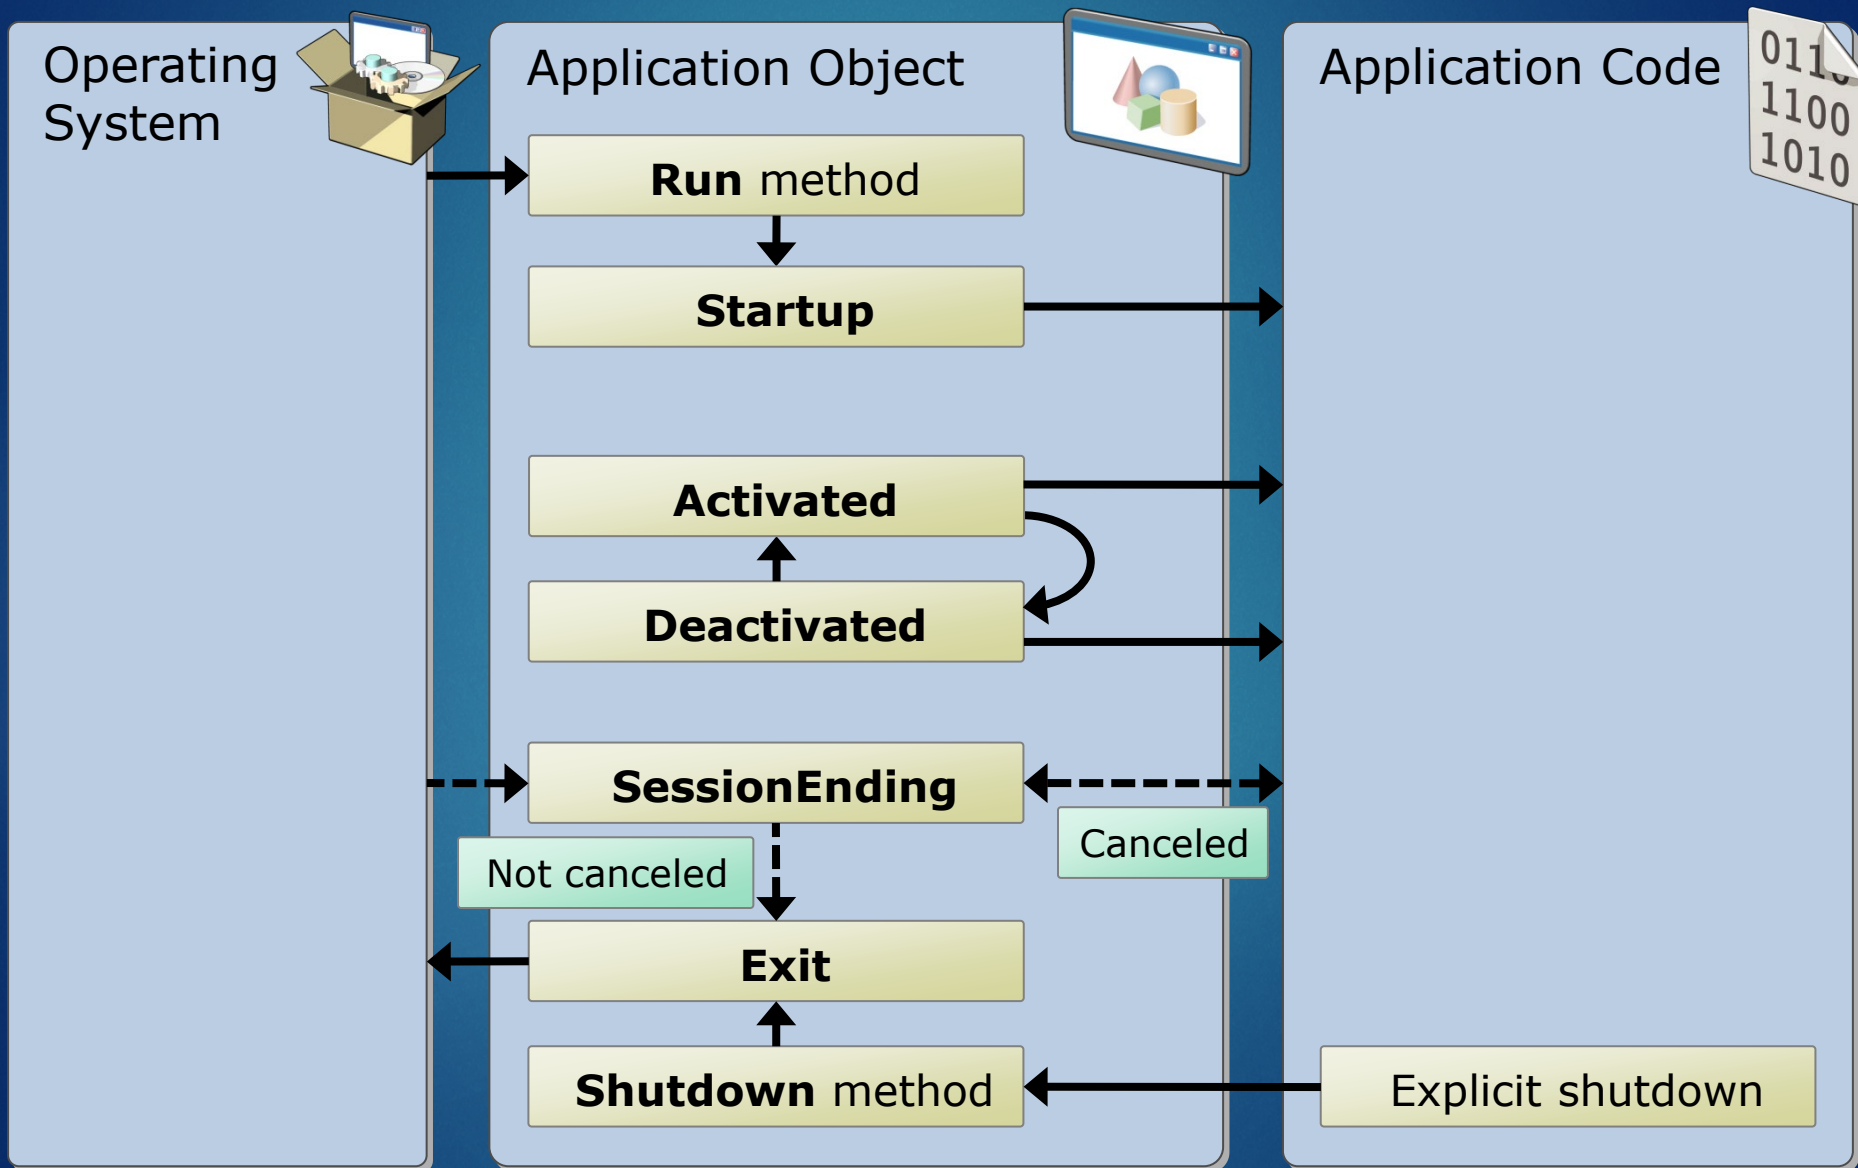 Operating
System
Application Object
Application Code
0110
1100
1010
Run method
Startup
Activated
Deactivated
SessionEnding
Canceled
Not canceled
Exit
Shutdown method
Explicit shutdown